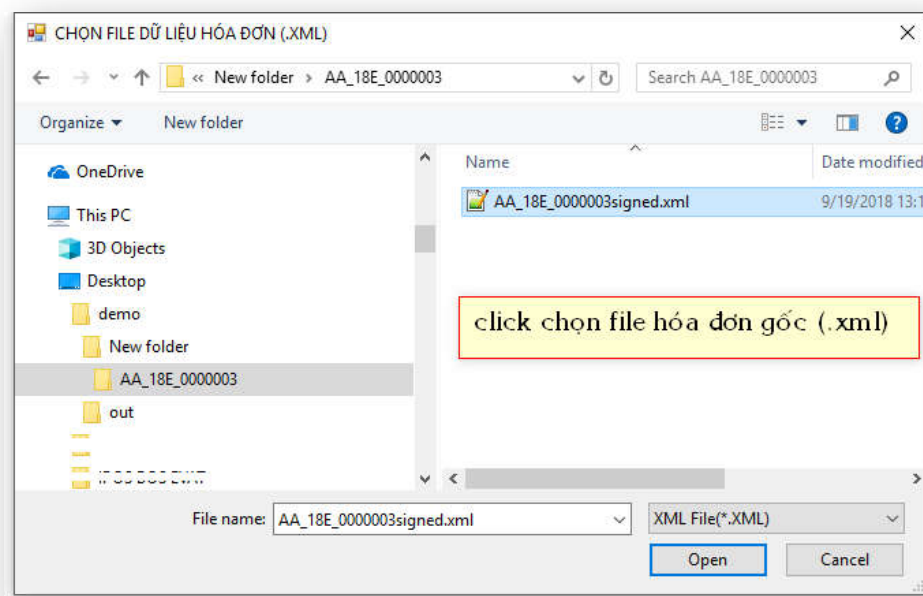 CHỌN FILE DỮ LIỆU HÓA ĐƠN (.XML)
« New folder › AA_18E_0000003
Search AA_18E_0000003
Organize
New folder
OneDrive
This PC
3D Objects
Desktop
demo
New folder
AA_18E_0000003
out
Name
Date modified
AA_18E_0000003signed.xml
9/19/2018 13:1
click chọn file hóa đơn gốc (.xml)
File name:
AA_18E_0000003signed.xml
XML File(*.XML)
Open
Cancel